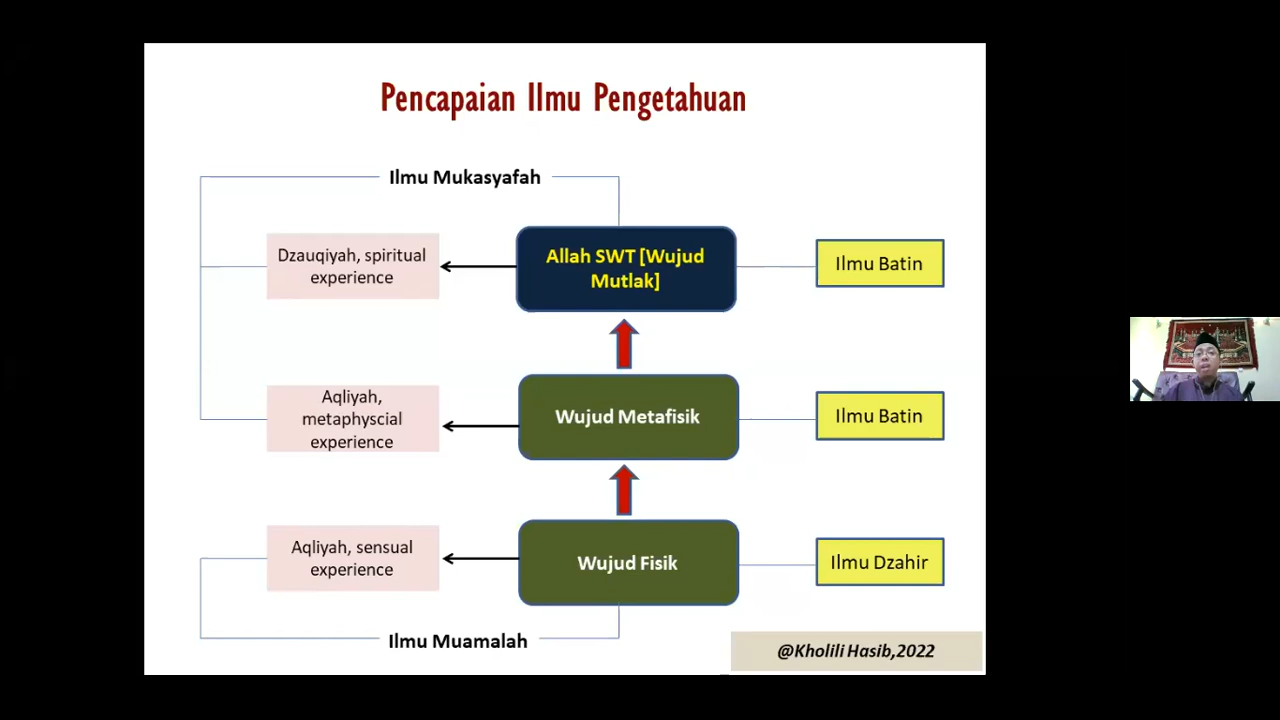 Pencapaian Ilmu Pengetahuan
Ilmu Mukasyafah
Dzauqiyah, spiritual
experience
Allah SWT [Wujud
Mutlak]
Ilmu Batin
Aqliyah,
metaphyscial
experience
Wujud Metafisik
Ilmu Batin
Aqliyah, sensual
experience
Wujud Fisik
Ilmu Dzahir
Ilmu Muamalah
@Kholili Hasib,2022